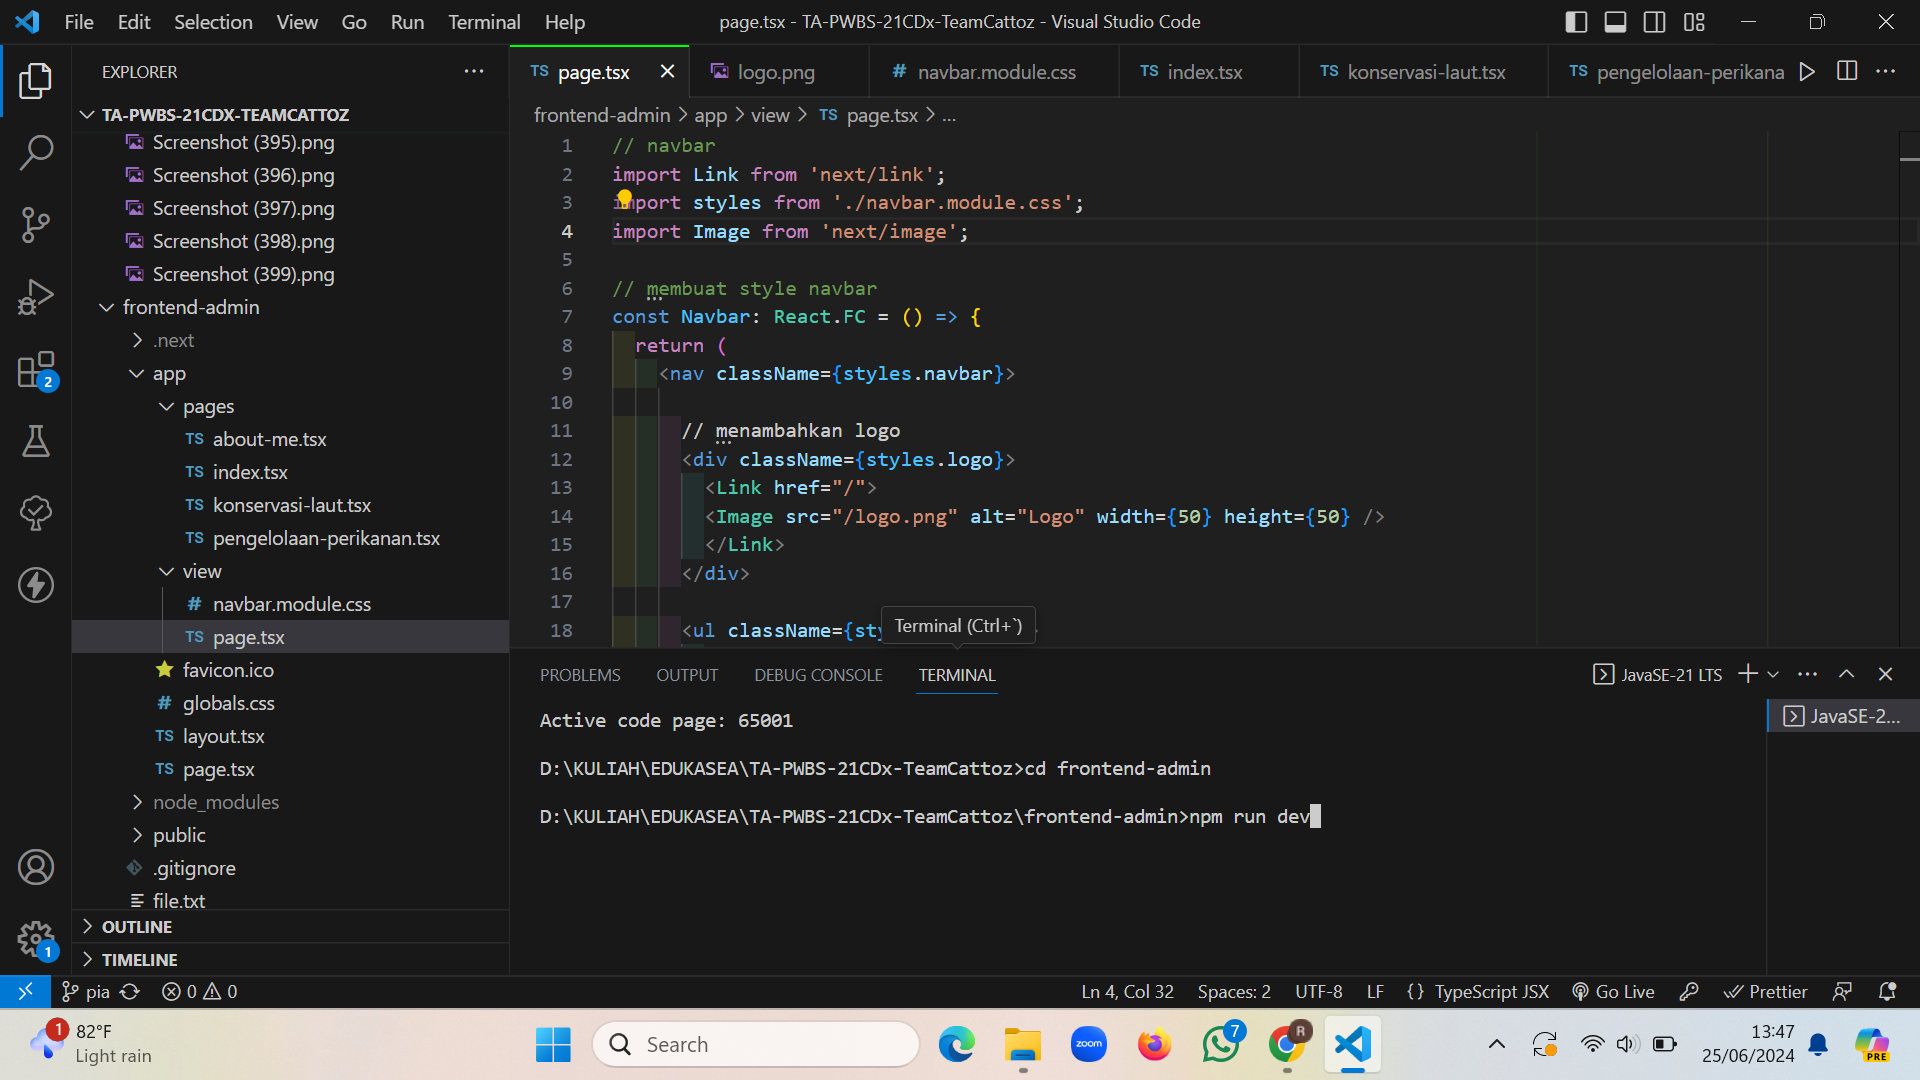 File Edit Selection View Go Run Terminal Help
page.tsx - TA-PWBS-21CDx-TeamCattoz - Visual Studio Code
EXPLORER
TA-PWBS-21CDX-TEAMCATTOZ
Screenshot (395).png
Screenshot (396).png
Screenshot (397).png
Screenshot (398).png
Screenshot (399).png
frontend-admin
.next
app
pages
TS about-me.tsx
TS index.tsx
TS konservasi-laut.tsx
TS pengelolaan-perikanan.tsx
view
# navbar.module.css
TS page.tsx
favicon.ico
# globals.css
TS layout.tsx
TS page.tsx
node_modules
public
.gitignore
file.txt
OUTLINE
TIMELINE
2
1
TS page.tsx
logo.png
# navbar.module.css
TS index.tsx
TS konservasi-laut.tsx
TS pengelolaan-perikana
frontend-admin > app > view > TS page.tsx > ...
1 // navbar
2 import Link from 'next/link';
3 import styles from './navbar.module.css';
4 import Image from 'next/image';
5
6 // membuat style navbar
7 const Navbar: React.FC = () => {
8 return (
9 <nav className={styles.navbar}>
10
11 // menambahkan logo
12 <div className={styles.logo}>
13 <Link href="/">
14 <Image src="/logo.png" alt="Logo" width={50} height={50} />
15 </Link>
16 </div>
17
18 <ul className={sty
Terminal (Ctrl+`)
PROBLEMS OUTPUT DEBUG CONSOLE TERMINAL
JavaSE-21 LTS
JavaSE-2...
Active code page: 65001
D:\KULIAH\EDUKASEA\TA-PWBS-21CDx-TeamCattoz>cd frontend-admin
D:\KULIAH\EDUKASEA\TA-PWBS-21CDx-TeamCattoz\frontend-admin>npm run dev
pia 0 0
Ln 4, Col 32 Spaces: 2 UTF-8 LF {} TypeScript JSX Go Live Prettier
1
82°F
Light rain
Search
zoom
7
R
13:47
25/06/2024
PRE